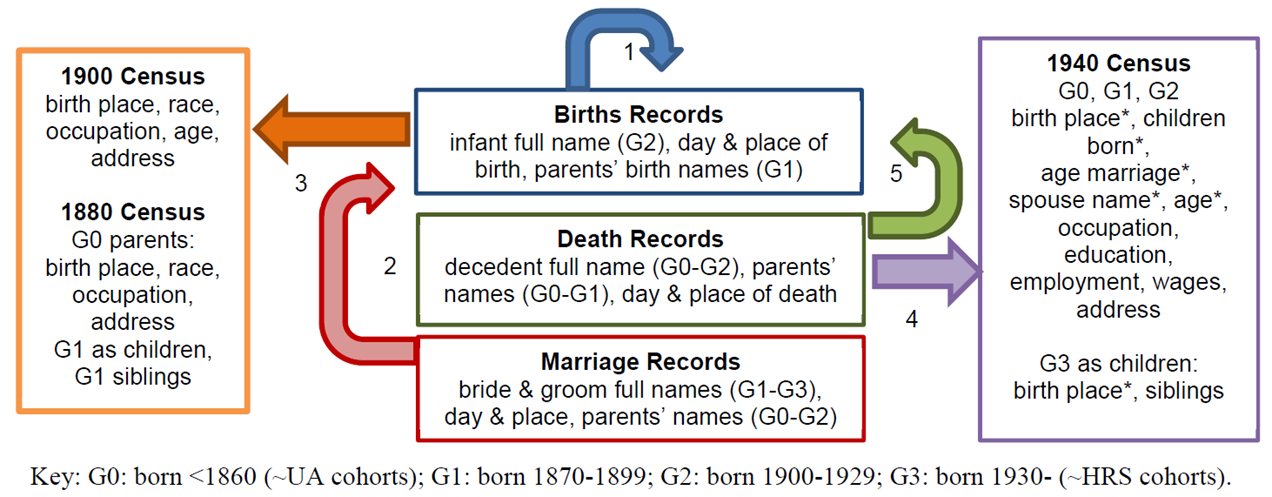 1
1900 Census
birth place, race,
occupation, age,
address
1880 Census
G0 parents:
birth place, race,
occupation,
address
G1 as children,
G1 siblings
3
Births Records
infant full name (G2), day & place of
birth, parents’ birth names (G1)
2
Death Records
decedent full name (G0-G2), parents’
names (G0-G1), day & place of death
Marriage Records
bride & groom full names (G1-G3),
day & place, parents’ names (G0-G2)
5
4
1940 Census
G0, G1, G2
birth place*, children
born*,
age marriage*,
spouse name*, age*,
occupation,
education,
employment, wages,
address
G3 as children:
birth place*, siblings
Key: G0: born <1860 (~UA cohorts); G1: born 1870-1899; G2: born 1900-1929; G3: born 1930- (~HRS cohorts).